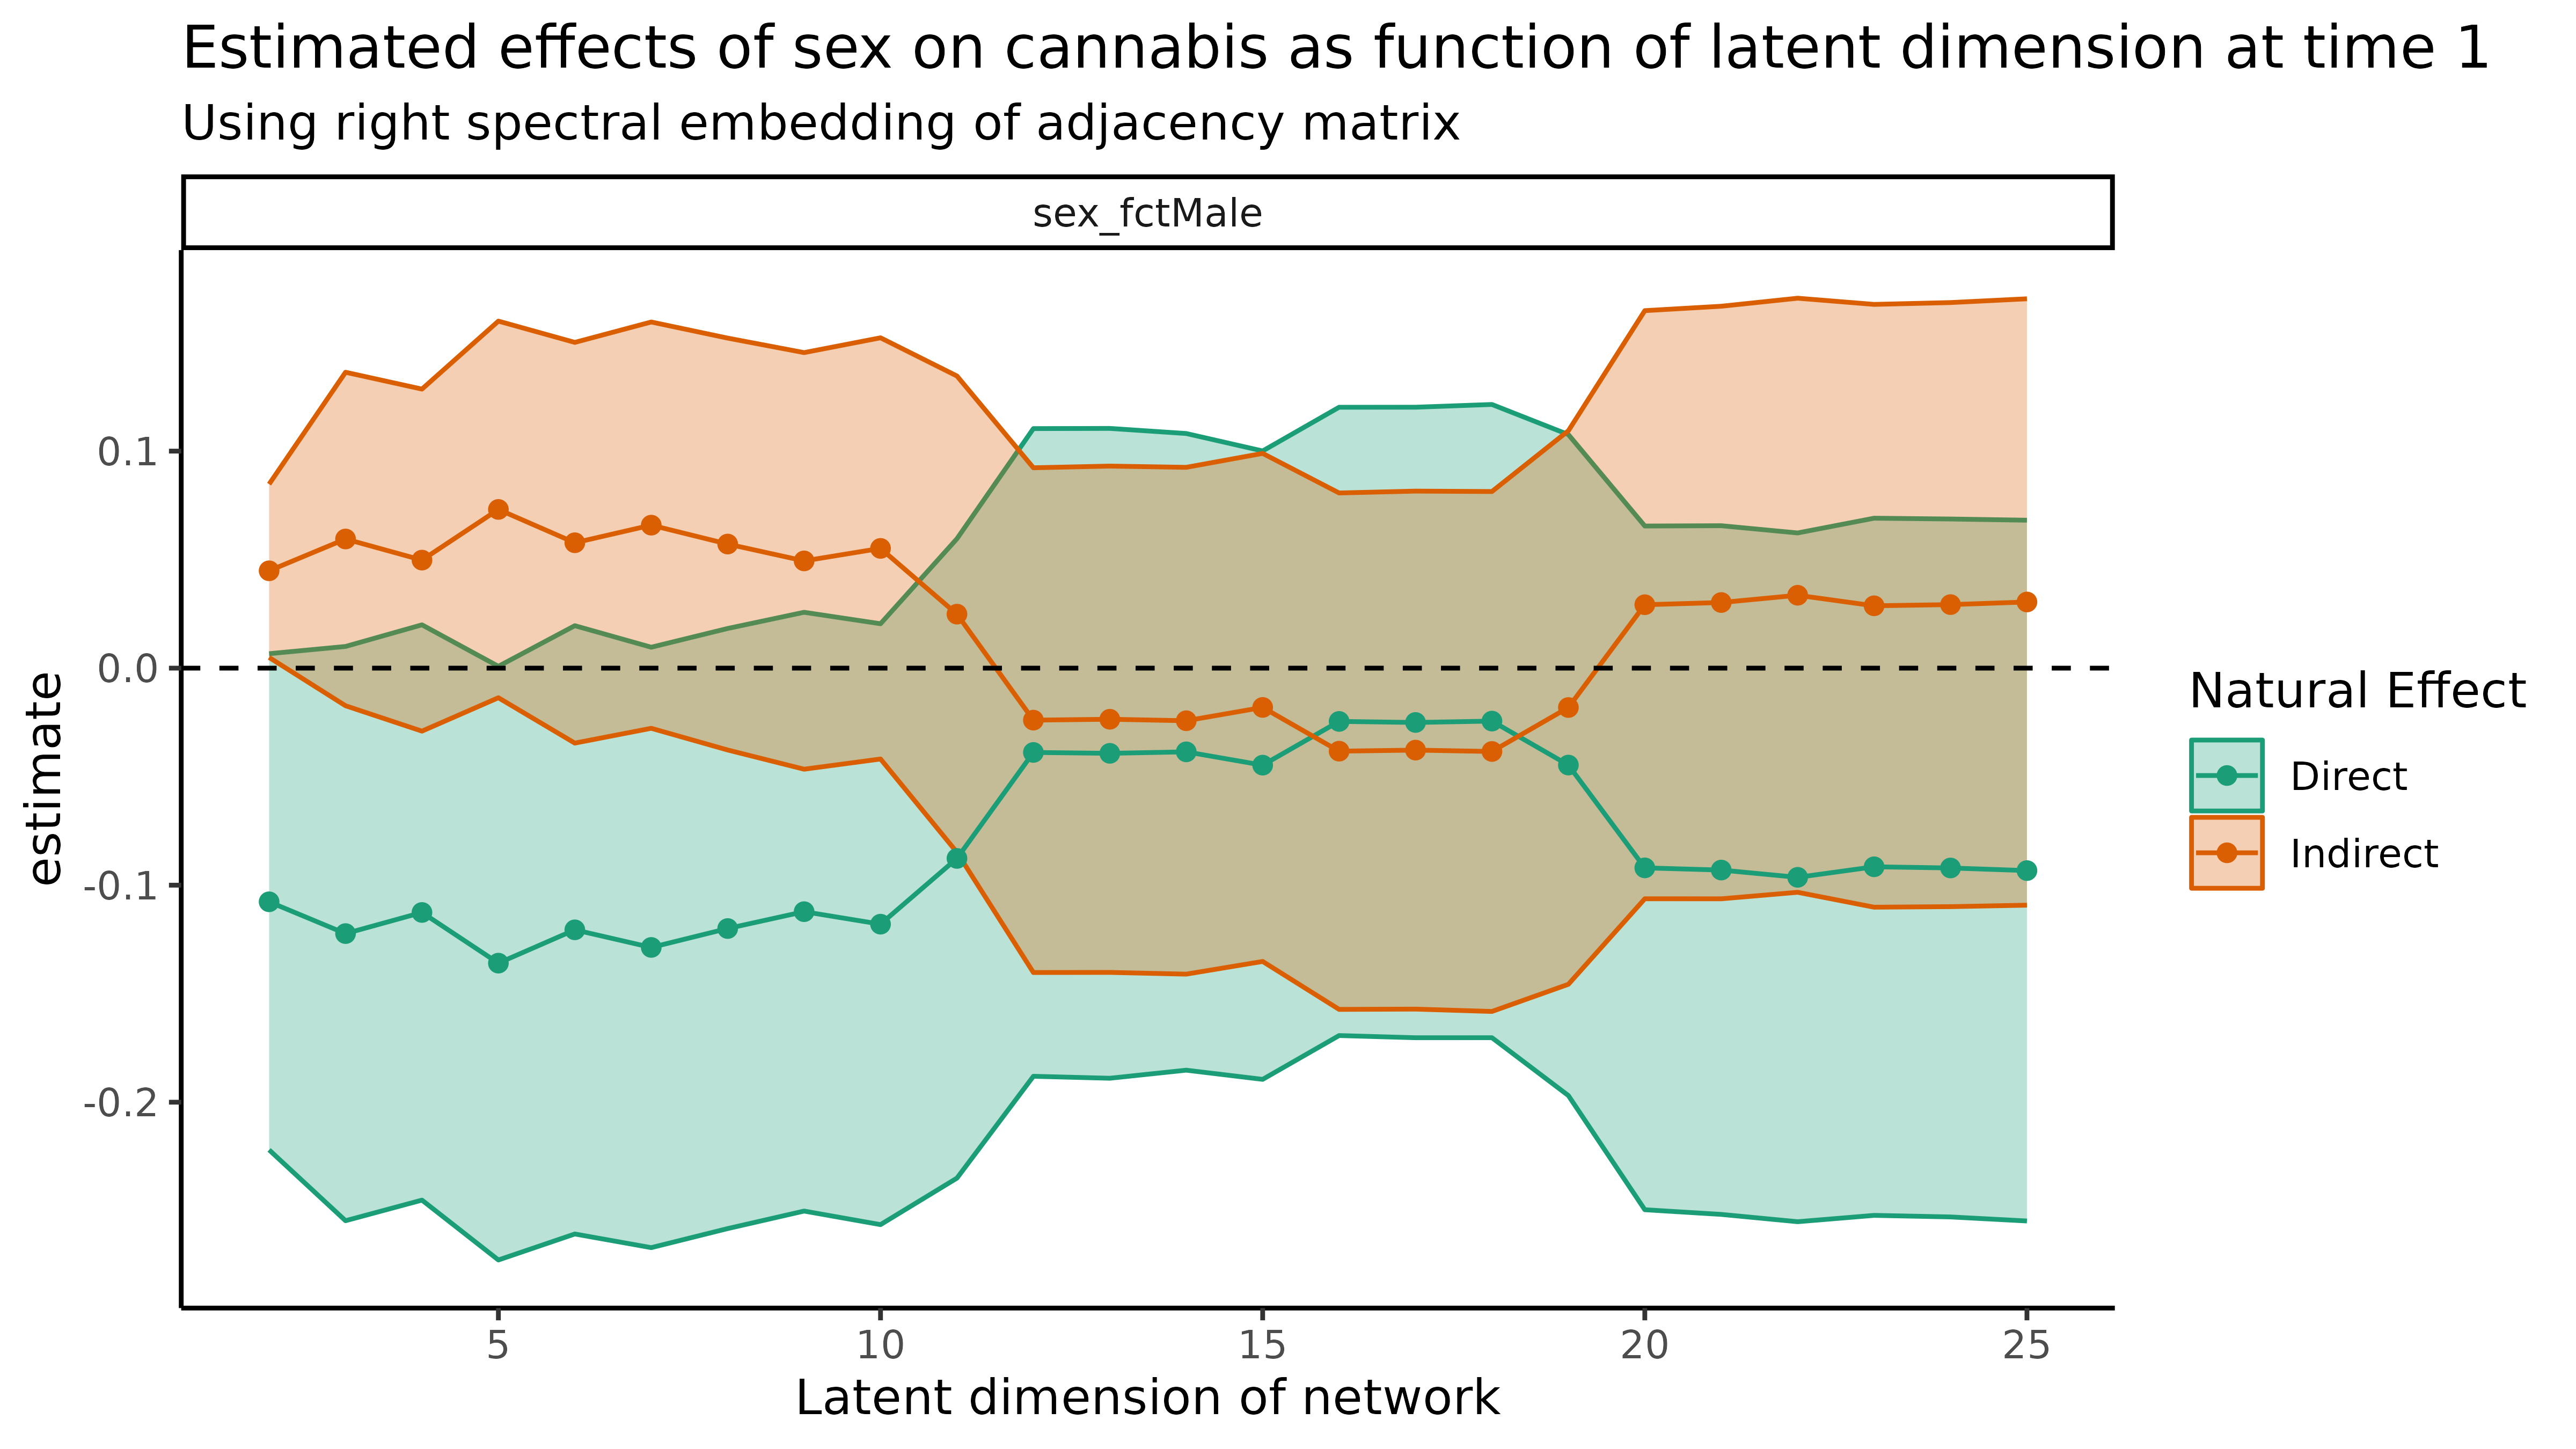 Estimated effects of sex on cannabis as function of latent dimension at time 1
Using right spectral embedding of adjacency matrix
sex_fctMale
estimate
0.1
0.0
-0.1
-0.2
5 10 15 20 25
Latent dimension of network
Natural Effect
Direct
Indirect